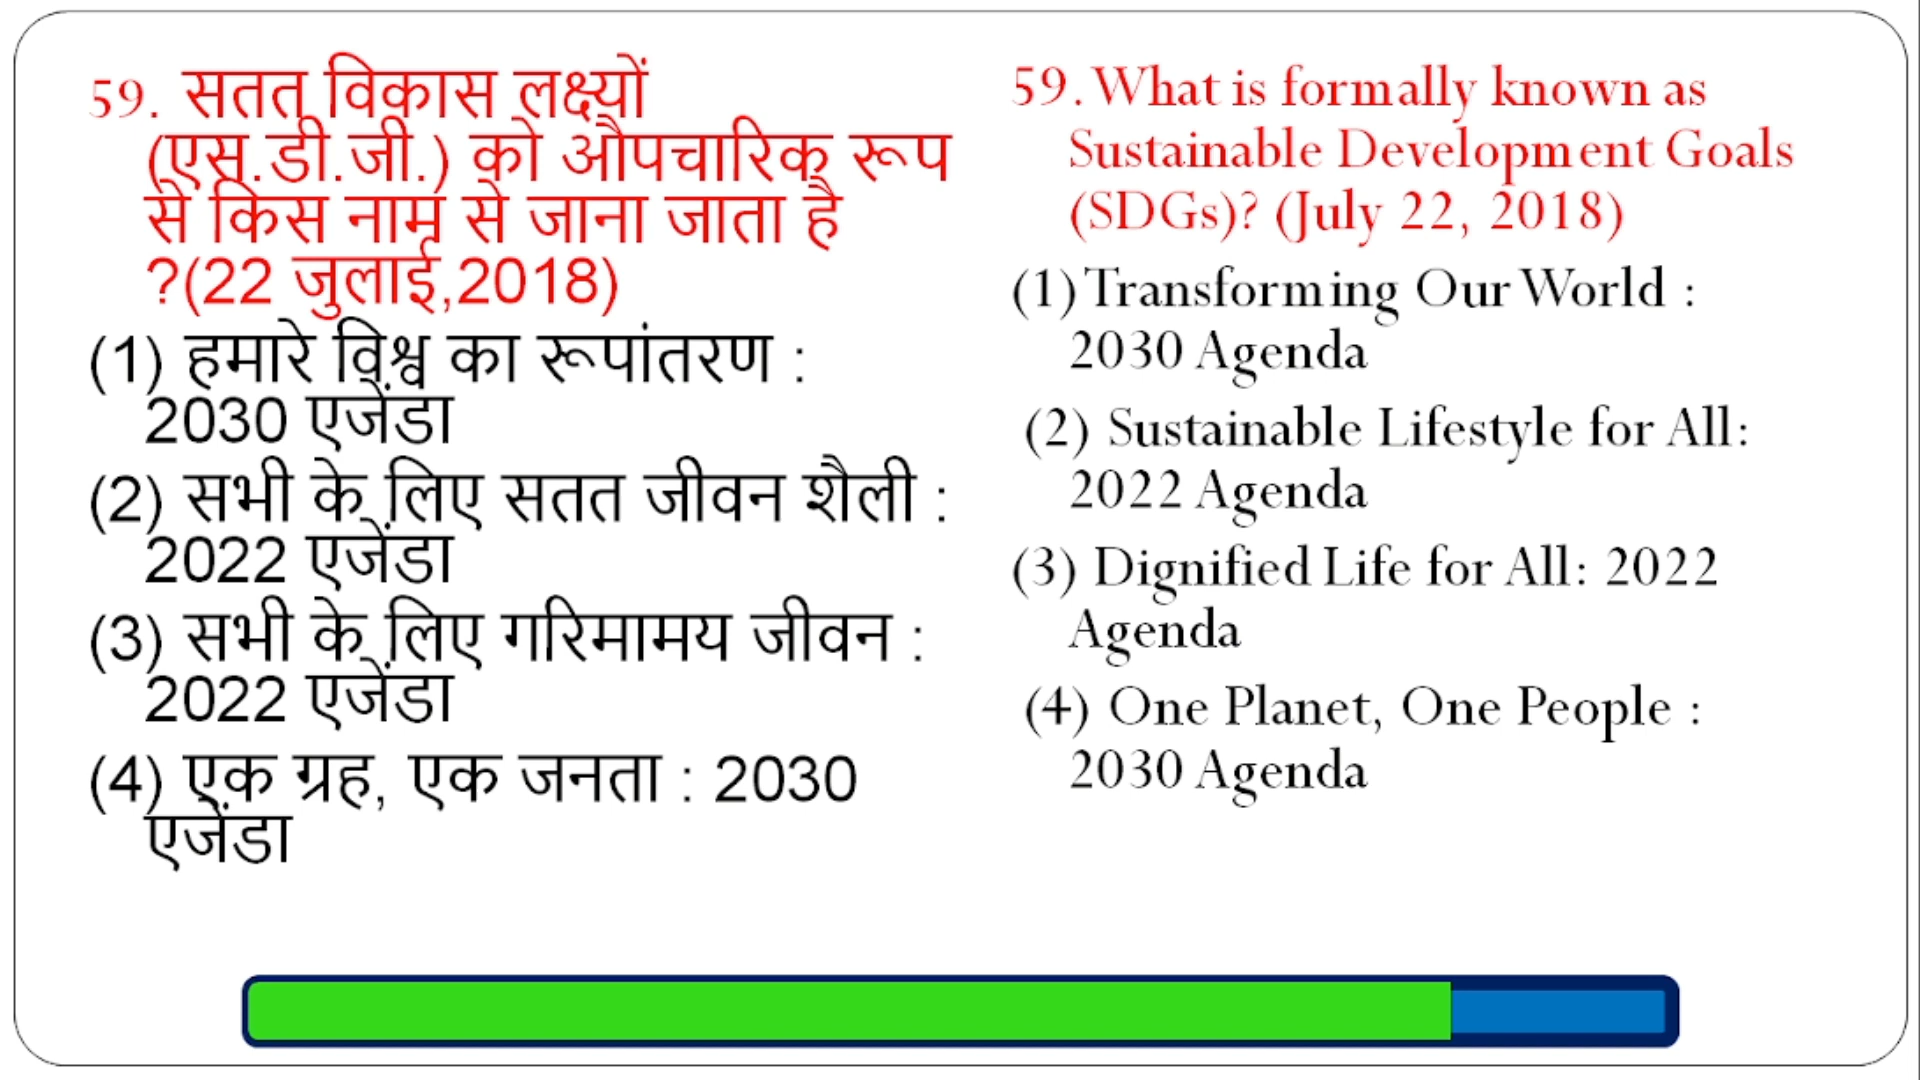 59. सतत विकास लक्ष्यों
(एस.डी.जी.) को औपचारिक रूप
से किस नाम से जाना जाता है
?(22 जुलाई,2018)
(1) हमारे विश्व का रूपांतरण :
2030 एजेंडा
(2) सभी के लिए सतत जीवन शैली :
2022 एजेंडा
(3) सभी के लिए गरिमामय जीवन :
2022 एजेंडा
(4) एक ग्रह, एक जनता : 2030
एजेंडा
59. What is formally known as
Sustainable Development Goals
(SDGs)? (July 22, 2018)
(1) Transforming Our World :
2030 Agenda
(2) Sustainable Lifestyle for All:
2022 Agenda
(3) Dignified Life for All: 2022
Agenda
(4) One Planet, One People :
2030 Agenda